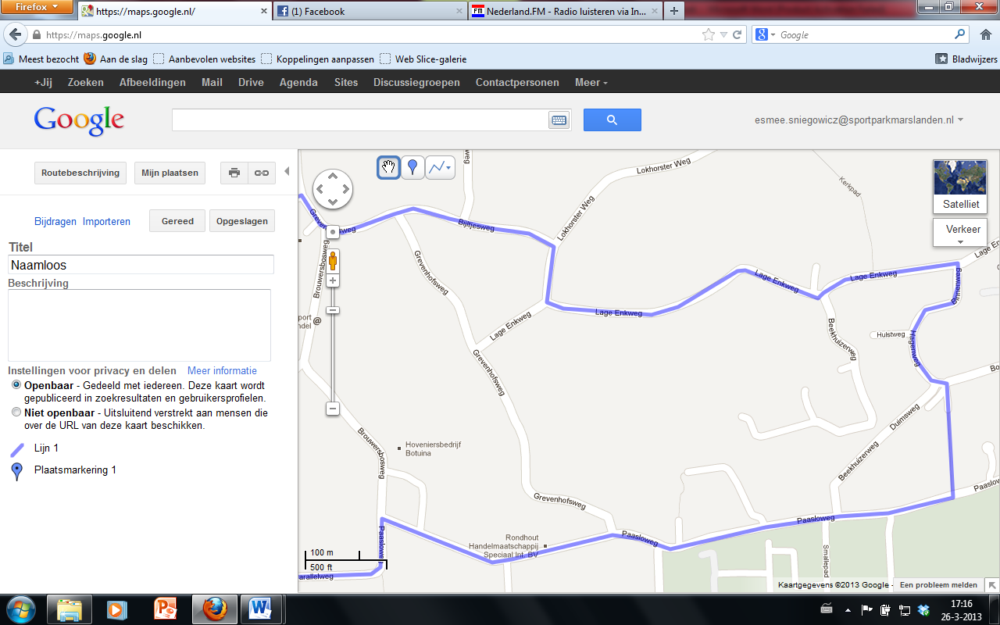 Firefox
https://maps.google.nl/
(1) Facebook
Nederland.FM - Radio luisteren via In...
https://maps.google.nl
Google
Meest bezocht
Aan de slag
Aanbevolen websites
Koppelingen aanpassen
Web Slice-galerie
Bladwijzers
+Jij Zoeken Afbeeldingen Mail Drive Agenda Sites Discussiegroepen Contactpersonen Meer
Google
esmee.sniegowicz@sportparkmarslanden.nl
Routebeschrijving
Mijn plaatsen
Bijdragen Importeren
Gereed
Opgeslagen
Titel
Naamloos
Beschrijving
Instellingen voor privacy en delen Meer informatie
Openbaar - Gedeeld met iedereen. Deze kaart wordt
gepubliceerd in zoekresultaten en gebruikersprofielen.
Niet openbaar - Uitsluitend verstrekt aan mensen die
over de URL van deze kaart beschikken.
Lijn 1
Plaatsmarkering 1
weg
Lokhorster Weg
Kerkpad
Satelliet
Verkeer
Bijltjesweg
Lokhorster Weg
Lage En
Brouwersbosweg
Grevenhofsweg
Lage Enkweg
Lage Enkweg
Binnenweg
Lage Enkweg
Lage Enkweg
port
ndel
Beekhuizerweg
Hulstweg
Hagenweg
Grevenhofsweg
Bo
Duimsweg
Brouwersbosweg
Hoveniersbedrijf
Botuina
Beekhuizerweg
Paaslow
Grevenhofsweg
Paasloweg
Paasloweg
Paaslowe
Rondhout
Handelmaatschappij
Speciaal Int. BV
Smallepad
100 m
500 ft
arallelweg
Kaartgegevens ©2013 Google - Een probleem melden
17:16
26-3-2013